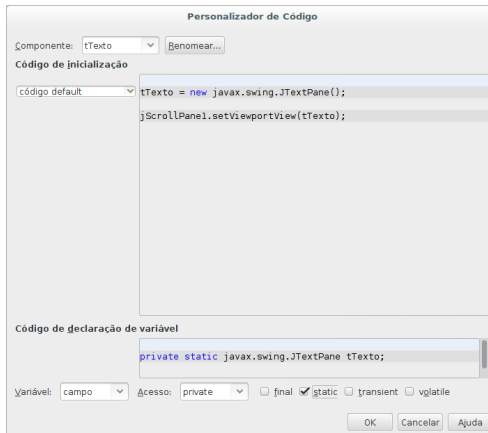 Personalizador de Código
Componente: tTexto Renomear...
Código de inicialização
código default
tTexto = new javax.swing.JTextPane();
jScrollPane1.setViewportView(tTexto);
Código de declaração de variável
private static javax.swing.JTextPane tTexto;
Variável: campo Acesso: private final static transient volatile
OK Cancelar Ajuda